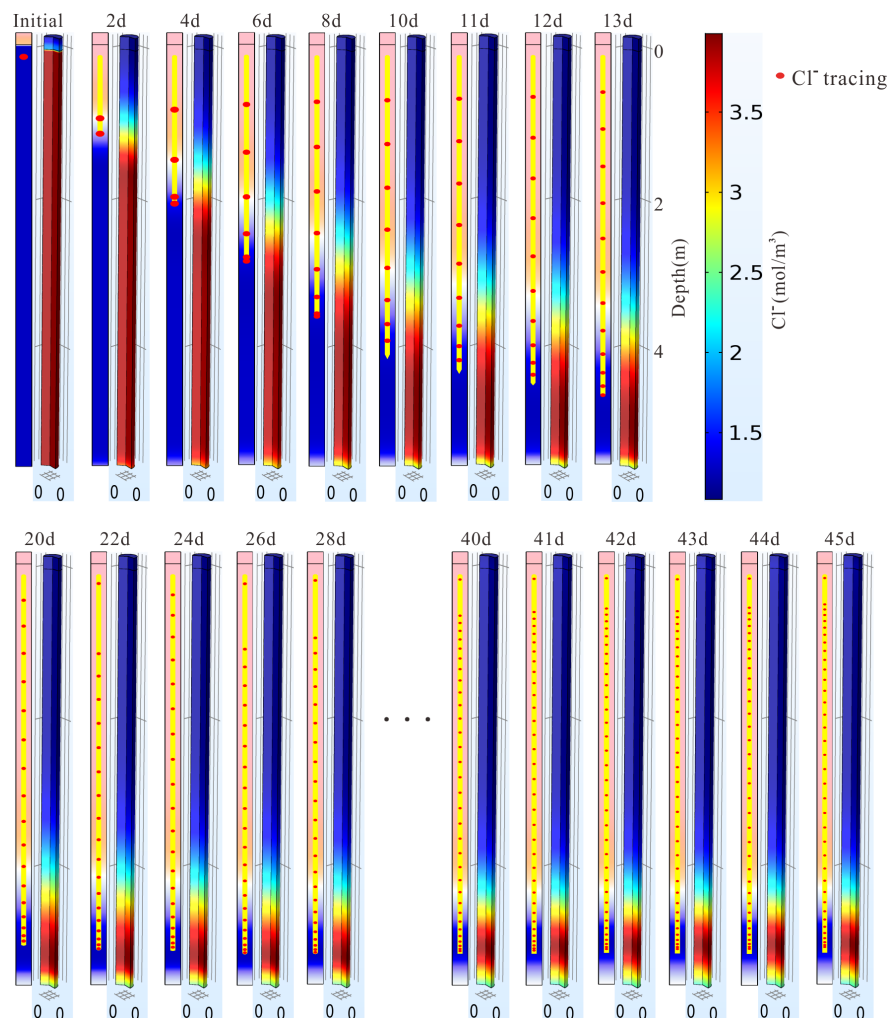 Initial 2d 4d 6d 8d 10d 11d 12d 13d
0
2
4
Depth(m)
3.5
3
2.5
2
1.5
Cl⁻(mol/m³)
Cl⁻ tracing
0 0 0 0 0 0 0 0 0 0 0 0 0 0 0 0 0 0
20d 22d 24d 26d 28d 40d 41d 42d 43d 44d 45d
. . .
0 0 0 0 0 0 0 0 0 0 0 0 0 0 0 0 0 0 0 0 0 0